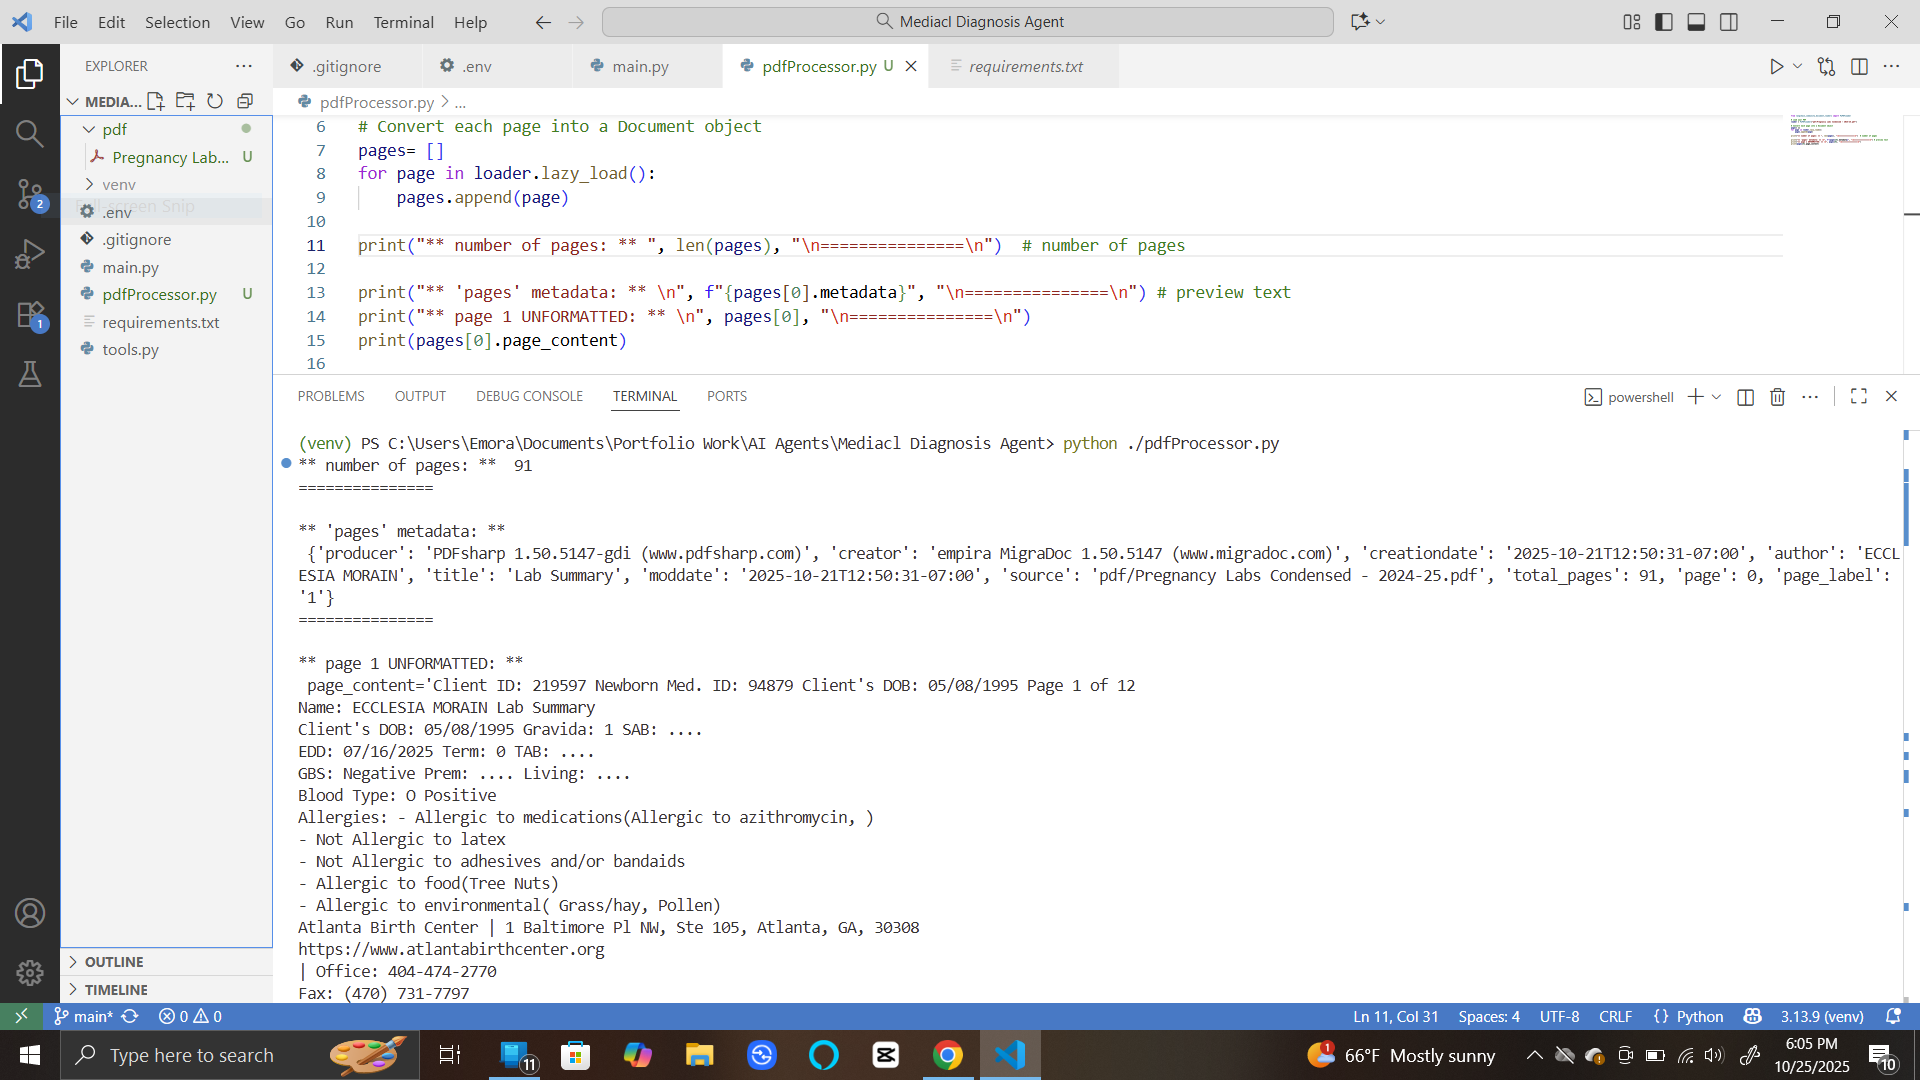 File Edit Selection View Go Run Terminal Help
Mediacl Diagnosis Agent
EXPLORER
.gitignore
.env
main.py
pdfProcessor.py U
requirements.txt
MEDIA...
pdf
Pregnancy Lab... U
venv
.env
.gitignore
main.py
pdfProcessor.py U
requirements.txt
tools.py
OUTLINE
TIMELINE
2
1
pdfProcessor.py > ...
6 # Convert each page into a Document object
7 pages= []
8 for page in loader.lazy_load():
9 pages.append(page)
10
11 print("** number of pages: ** ", len(pages), "\n===============\n")  # number of pages
12
13 print("** 'pages' metadata: ** \n", f"{pages[0].metadata}", "\n===============\n") # preview text
14 print("** page 1 UNFORMATTED: ** \n", pages[0], "\n===============\n")
15 print(pages[0].page_content)
16
PROBLEMS OUTPUT DEBUG CONSOLE TERMINAL PORTS
powershell
(venv) PS C:\Users\Emora\Documents\Portfolio Work\AI Agents\Mediacl Diagnosis Agent> python ./pdfProcessor.py
** number of pages: **  91
===============
** 'pages' metadata: **
{'producer': 'PDFsharp 1.50.5147-gdi (www.pdfsharp.com)', 'creator': 'empira MigraDoc 1.50.5147 (www.migradoc.com)', 'creationdate': '2025-10-21T12:50:31-07:00', 'author': 'ECCL
ESIA MORAIN', 'title': 'Lab Summary', 'moddate': '2025-10-21T12:50:31-07:00', 'source': 'pdf/Pregnancy Labs Condensed - 2024-25.pdf', 'total_pages': 91, 'page': 0, 'page_label':
'1'}
===============
** page 1 UNFORMATTED: **
page_content='Client ID: 219597 Newborn Med. ID: 94879 Client's DOB: 05/08/1995 Page 1 of 12
Name: ECCLESIA MORAIN Lab Summary
Client's DOB: 05/08/1995 Gravida: 1 SAB: ....
EDD: 07/16/2025 Term: 0 TAB: ....
GBS: Negative Prem: .... Living: ....
Blood Type: O Positive
Allergies: - Allergic to medications(Allergic to azithromycin, )
- Not Allergic to latex
- Not Allergic to adhesives and/or bandaids
- Allergic to food(Tree Nuts)
- Allergic to environmental( Grass/hay, Pollen)
Atlanta Birth Center | 1 Baltimore Pl NW, Ste 105, Atlanta, GA, 30308
https://www.atlantabirthcenter.org
| Office: 404-474-2770
Fax: (470) 731-7797
main* 0 0
Ln 11, Col 31 Spaces: 4 UTF-8 CRLF {} Python 3.13.9 (venv)
Type here to search
11
66°F Mostly sunny
1
6:05 PM
10/25/2025
10